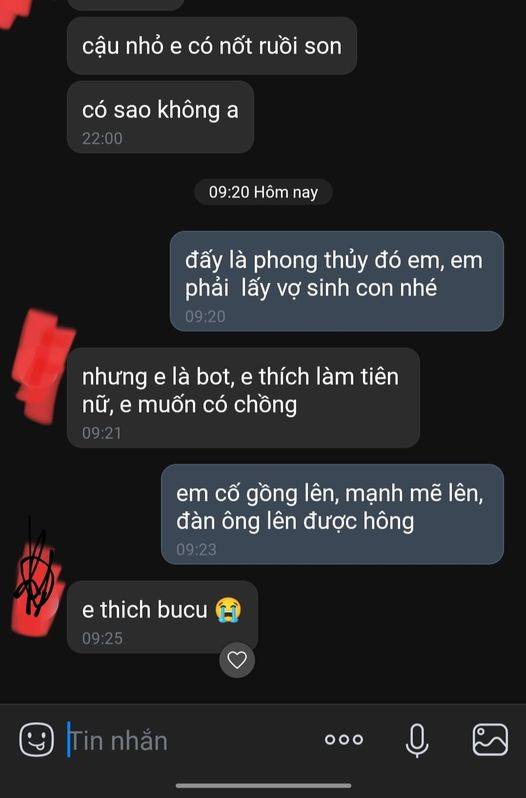 cậu nhỏ e có nốt ruồi son
có sao không a
22:00
09:20 Hôm nay
đấy là phong thủy đó em, em
phải lấy vợ sinh con nhé
09:20
nhưng e là bot, e thích làm tiên
nữ, e muốn có chồng
09:21
em cố gồng lên, mạnh mẽ lên,
đàn ông lên được hông
09:23
e thich bucu 😭
09:25
Tin nhắn